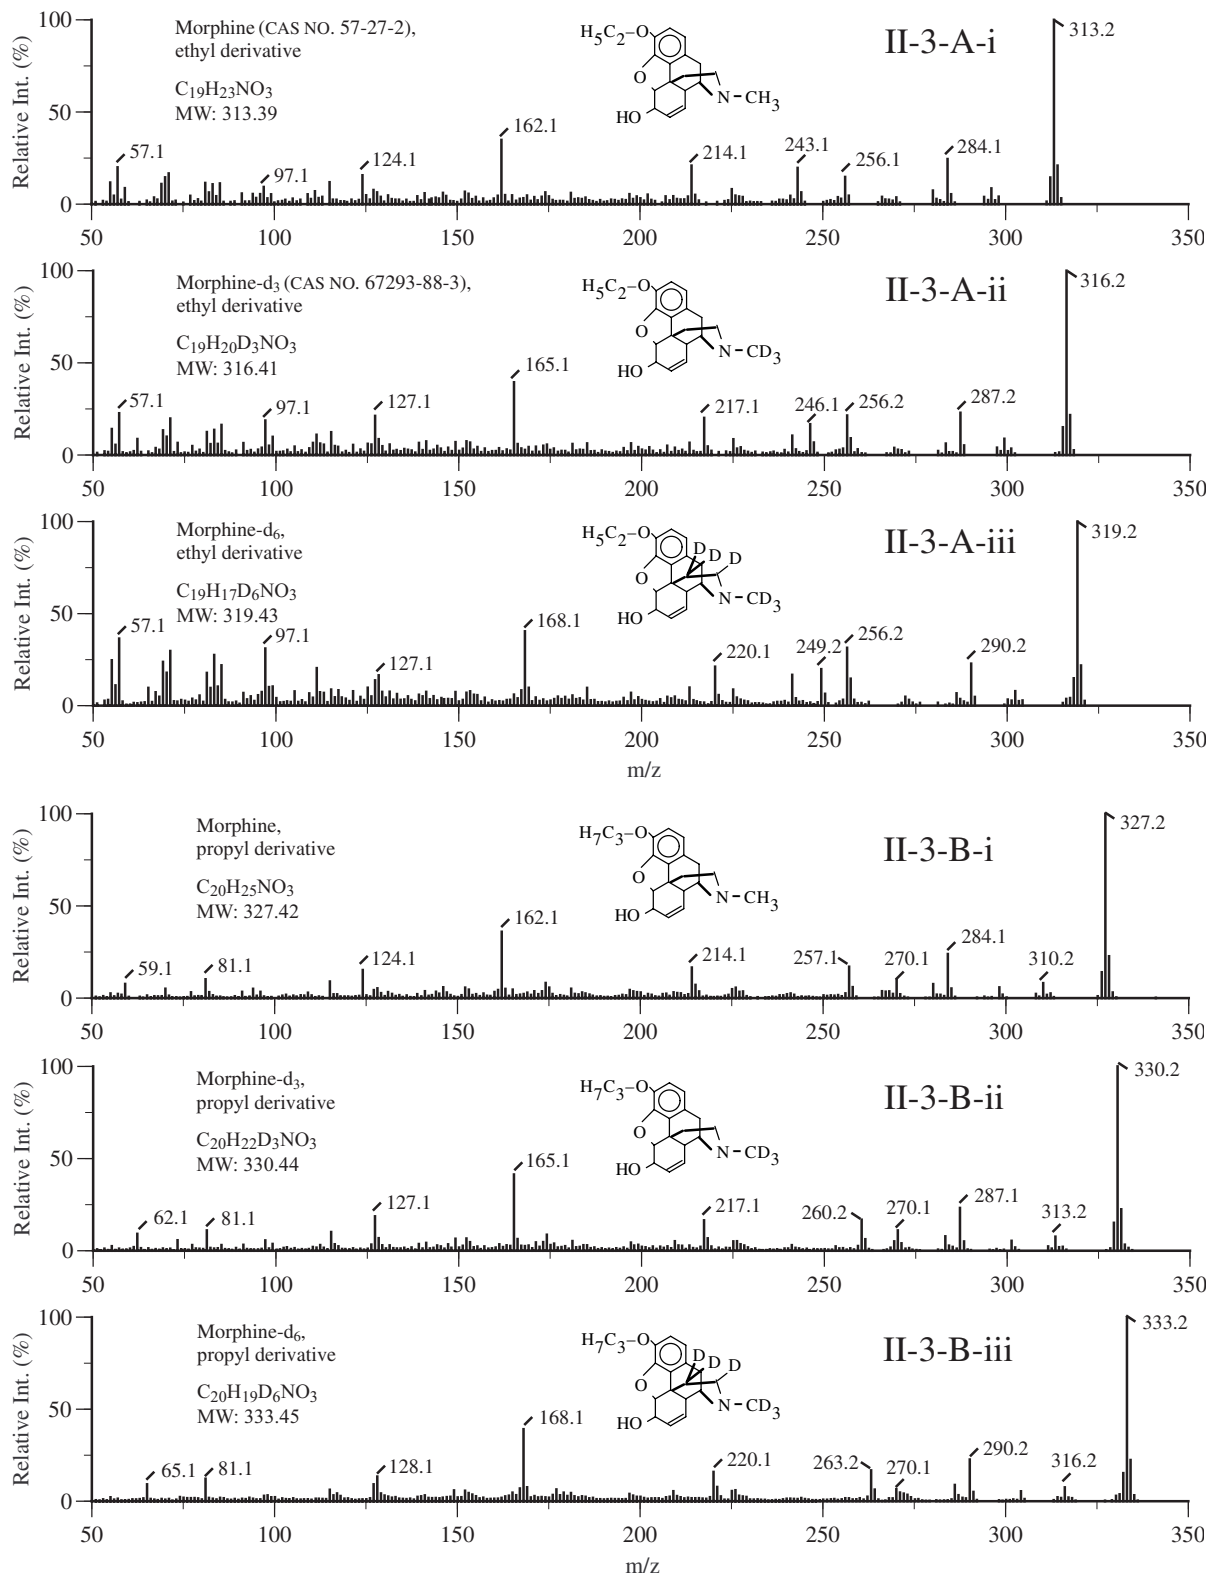 Relative Int. (%)
100
50
0
Morphine (CAS NO. 57-27-2),
ethyl derivative
C19H23NO3
MW: 313.39
H5C2–O
O
HO
N–CH3
II-3-A-i
57.1
97.1
124.1
162.1
214.1
243.1
256.1
284.1
313.2
50 100 150 200 250 300 350
Relative Int. (%)
100
50
0
Morphine-d3 (CAS NO. 67293-88-3),
ethyl derivative
C19H20D3NO3
MW: 316.41
H5C2–O
O
HO
N–CD3
II-3-A-ii
57.1
97.1
127.1
165.1
217.1
246.1
256.2
287.2
316.2
50 100 150 200 250 300 350
Relative Int. (%)
100
50
0
Morphine-d6,
ethyl derivative
C19H17D6NO3
MW: 319.43
H5C2–O
D D D
O
HO
N–CD3
II-3-A-iii
57.1
97.1
127.1
168.1
220.1
249.2
256.2
290.2
319.2
50 100 150 200 250 300 350
m/z
Relative Int. (%)
100
50
0
Morphine,
propyl derivative
C20H25NO3
MW: 327.42
H7C3–O
O
HO
N–CH3
II-3-B-i
59.1
81.1
124.1
162.1
214.1
257.1
270.1
284.1
310.2
327.2
50 100 150 200 250 300 350
Relative Int. (%)
100
50
0
Morphine-d3,
propyl derivative
C20H22D3NO3
MW: 330.44
H7C3–O
O
HO
N–CD3
II-3-B-ii
62.1
81.1
127.1
165.1
217.1
260.2
270.1
287.1
313.2
330.2
50 100 150 200 250 300 350
Relative Int. (%)
100
50
0
Morphine-d6,
propyl derivative
C20H19D6NO3
MW: 333.45
H7C3–O
D D D
O
HO
N–CD3
II-3-B-iii
65.1
81.1
128.1
168.1
220.1
263.2
270.1
290.2
316.2
333.2
50 100 150 200 250 300 350
m/z